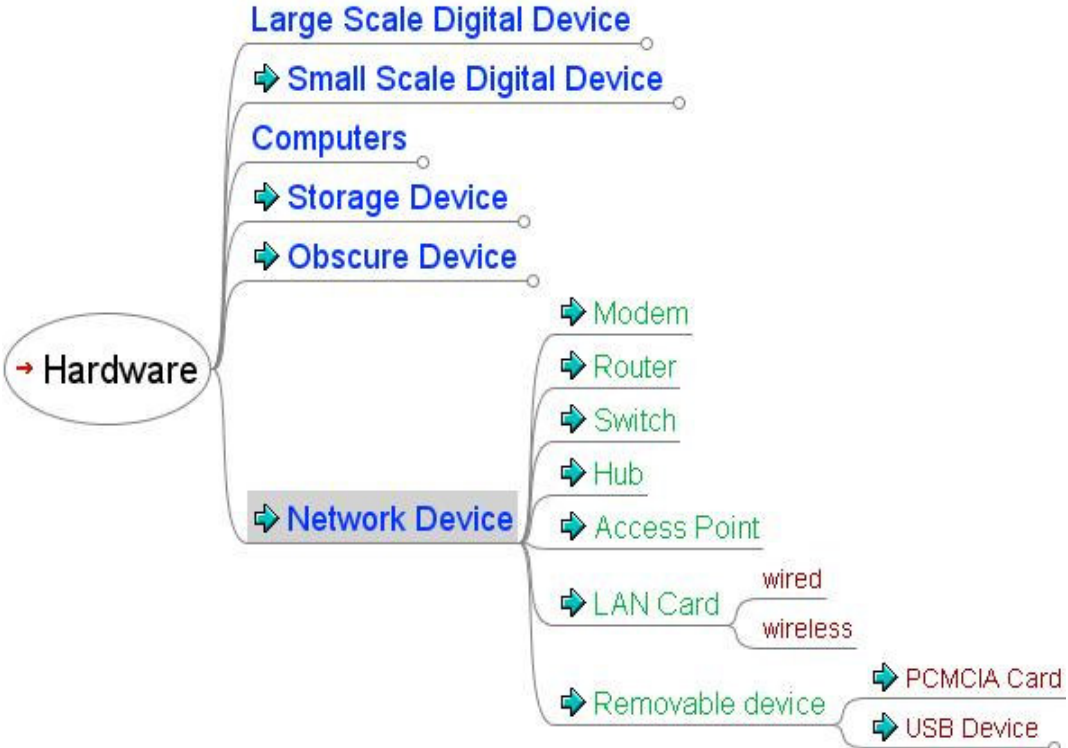 Large Scale Digital Device
Small Scale Digital Device
Computers
Storage Device
Obscure Device
Hardware
Network Device
Modem
Router
Switch
Hub
Access Point
LAN Card
wired
wireless
Removable device
PCMCIA Card
USB Device